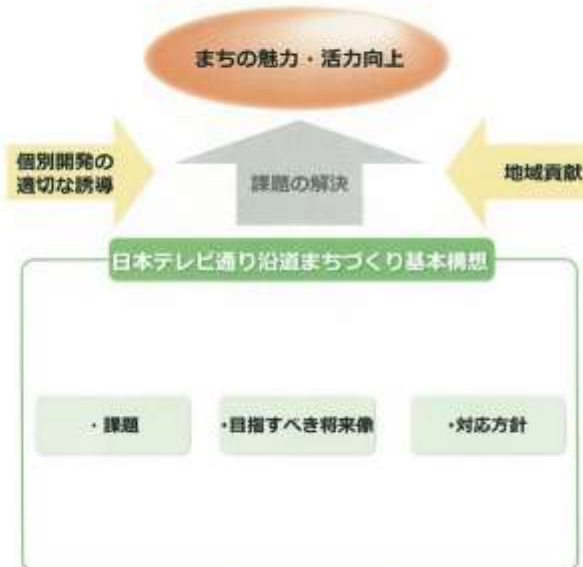 まちの魅力・活力向上
個別開発の
適切な誘導
課題の解決
地域貢献
日本テレビ通り沿道まちづくり基本構想
・課題
・目指すべき将来像
・対応方針